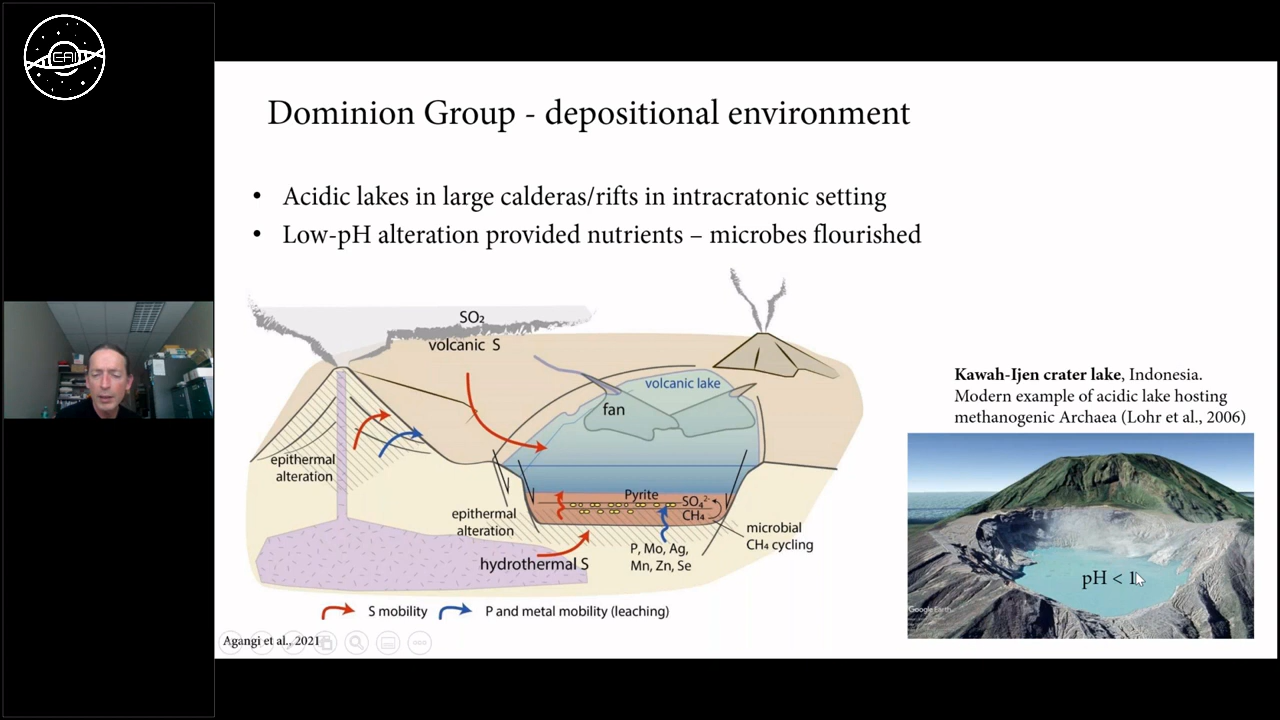 EAI
Dominion Group - depositional environment
• Acidic lakes in large calderas/rifts in intracratonic setting
• Low-pH alteration provided nutrients – microbes flourished
SO₂
volcanic S
volcanic lake
fan
epithermal
alteration
Pyrite
SO₄²⁻
CH₄
epithermal
alteration
microbial
CH₄ cycling
hydrothermal S
P, Mo, Ag,
Mn, Zn, Se
S mobility
P and metal mobility (leaching)
Agangi et al., 2021
Kawah-Ijen crater lake, Indonesia.
Modern example of acidic lake hosting
methanogenic Archaea (Lohr et al., 2006)
pH < 1
Google Earth